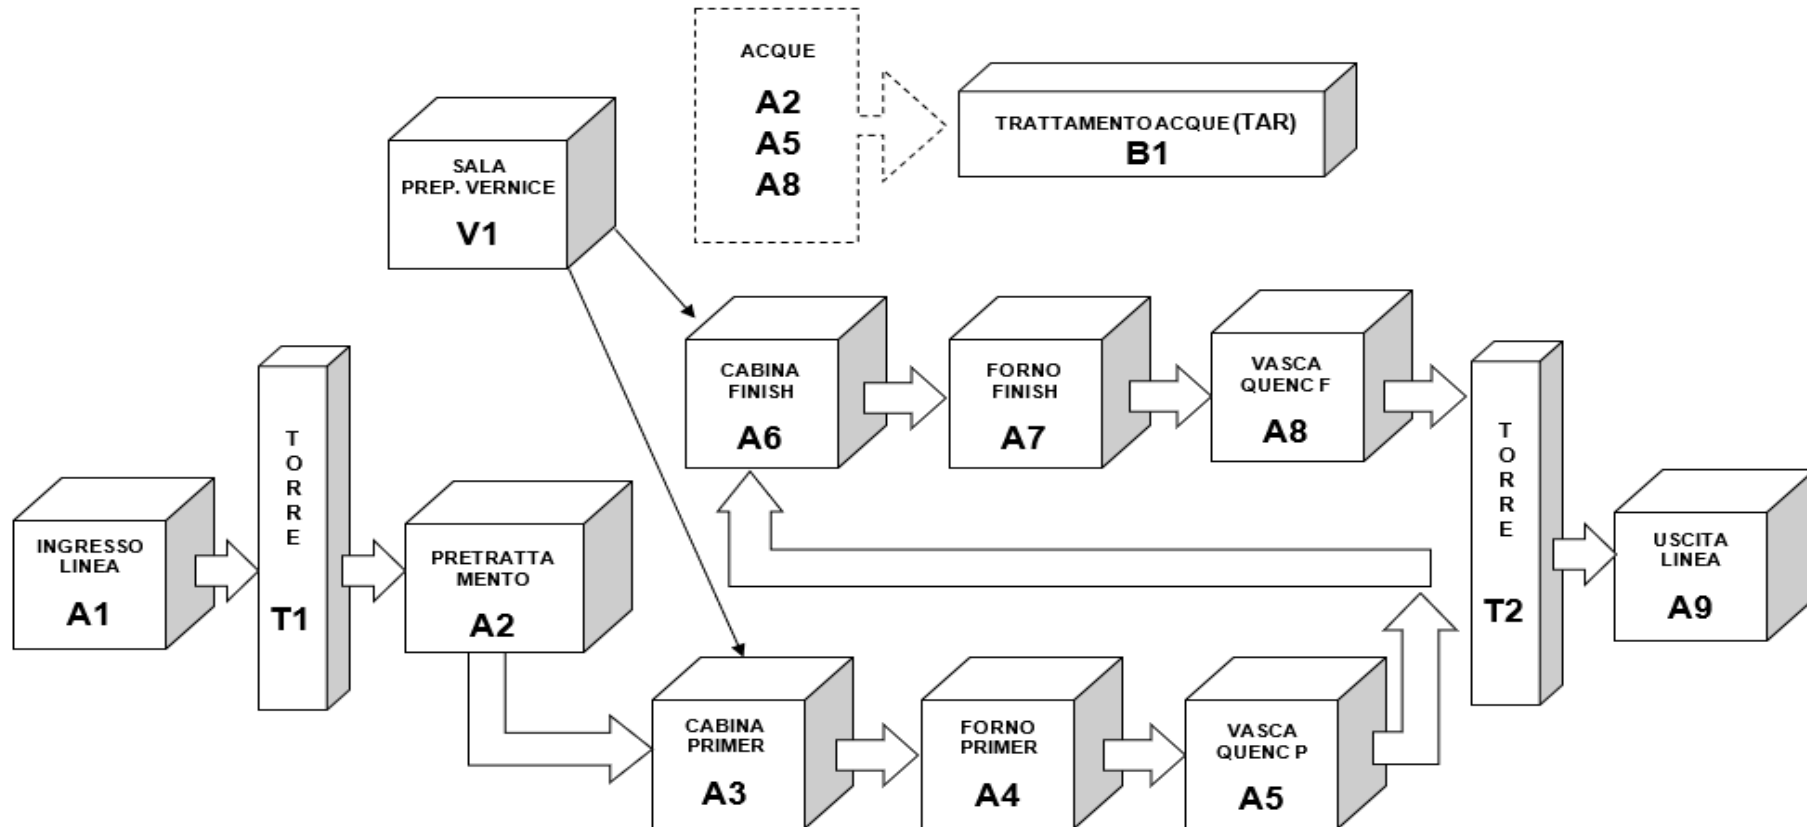 ACQUE
A2
A5
A8
TRATTAMENTO ACQUE (TAR)
B1
SALA
PREP. VERNICE
V1
CABINA
FINISH
A6
FORNO
FINISH
A7
VASCA
QUENC F
A8
TORRE
T2
USCITA
LINEA
A9
INGRESSO
LINEA
A1
TORRE
T1
PRETRATTA
MENTO
A2
CABINA
PRIMER
A3
FORNO
PRIMER
A4
VASCA
QUENC P
A5